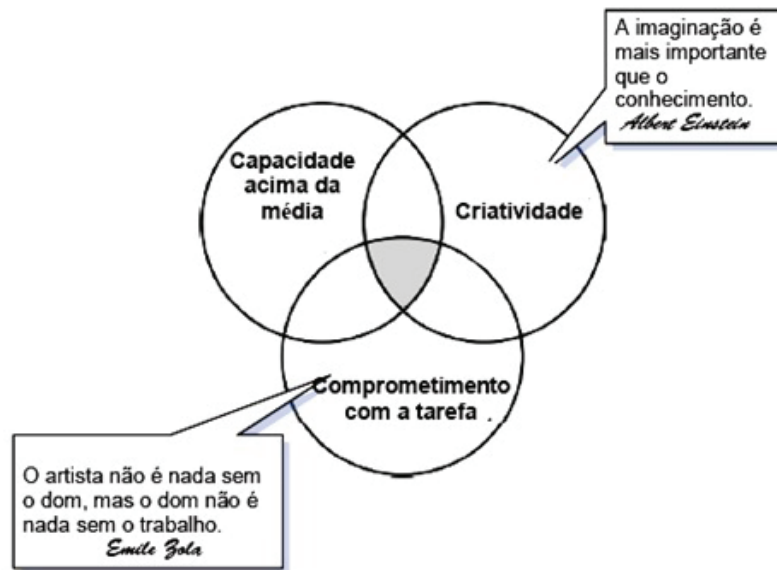 A imaginação é
mais importante
que o
conhecimento.
Albert Einstein
Capacidade
acima da
média
Criatividade
Comprometimento
com a tarefa
O artista não é nada sem
o dom, mas o dom não é
nada sem o trabalho.
Emile Zola